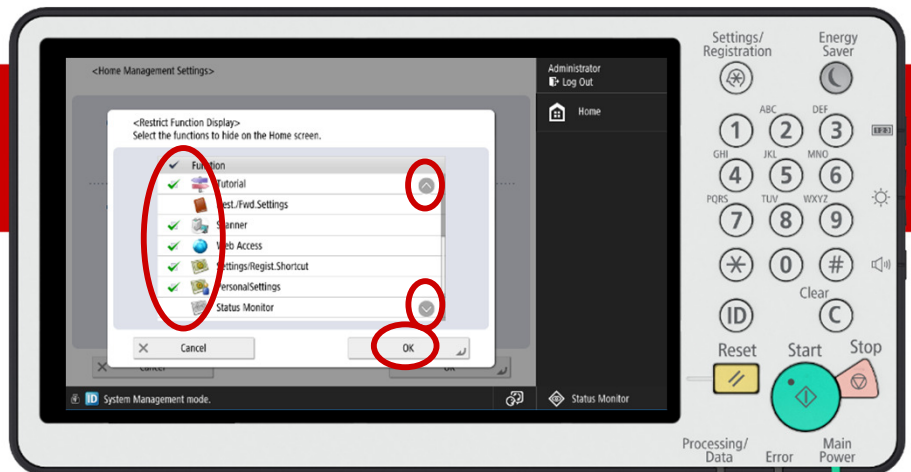 <Home Management Settings>
Administrator
Log Out
Home
<Restrict Function Display>
Select the functions to hide on the Home screen.
Function
Tutorial
Dest./Fwd.Settings
Scanner
Web Access
Settings/Regist.Shortcut
PersonalSettings
Status Monitor
Cancel
OK
Cancel
OK
ID System Management mode.
Status Monitor
Settings/
Registration
Energy
Saver
ABC DEF
1 2 3
GHI JKL MNO
4 5 6
PQRS TUV WXYZ
7 8 9
0 #
Clear
ID C
Reset Start Stop
Processing/
Data
Error
Main
Power